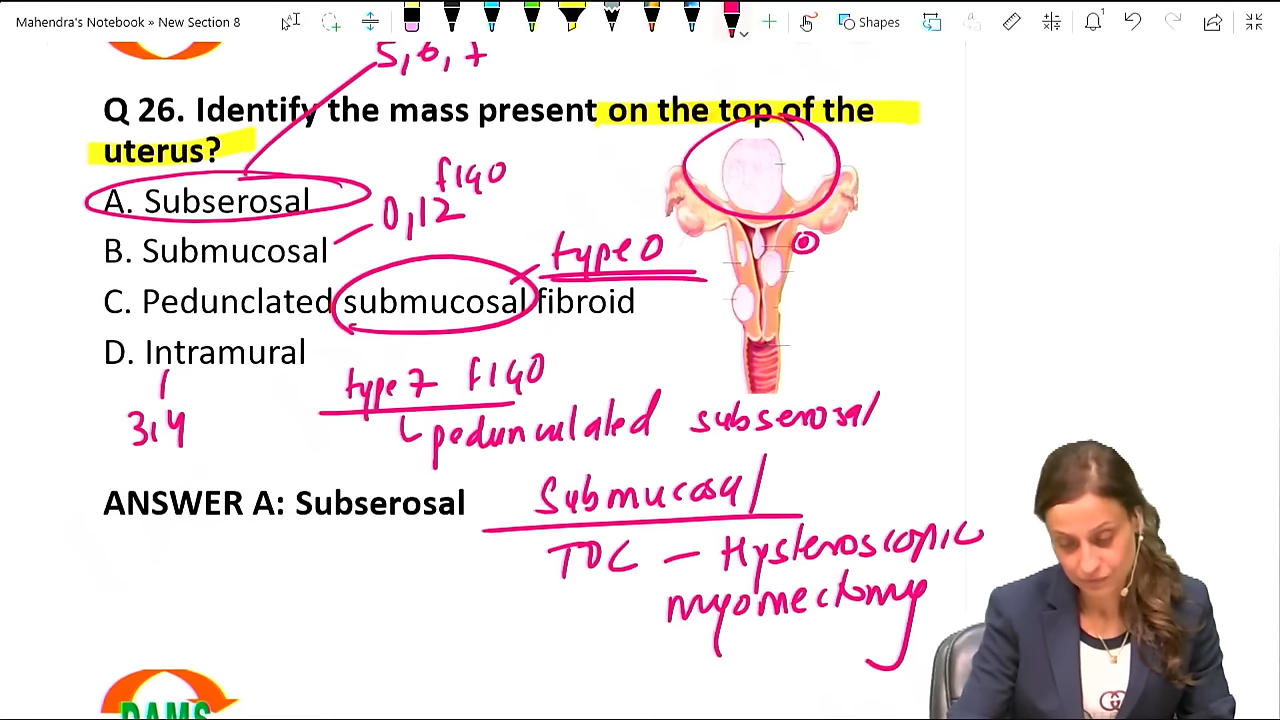 Mahendra's Notebook » New Section 8
Shapes
5,6,7
Q 26. Identify the mass present on the top of the
uterus?
FIGO
A. Subserosal
0,12
B. Submucosal
type 0
C. Pedunclated submucosal fibroid
D. Intramural
type 7 FIGO
3,4
pedunculated subserosal
ANSWER A: Subserosal
Submucosal
TOC – Hysteroscopic
myomectomy
DAMS